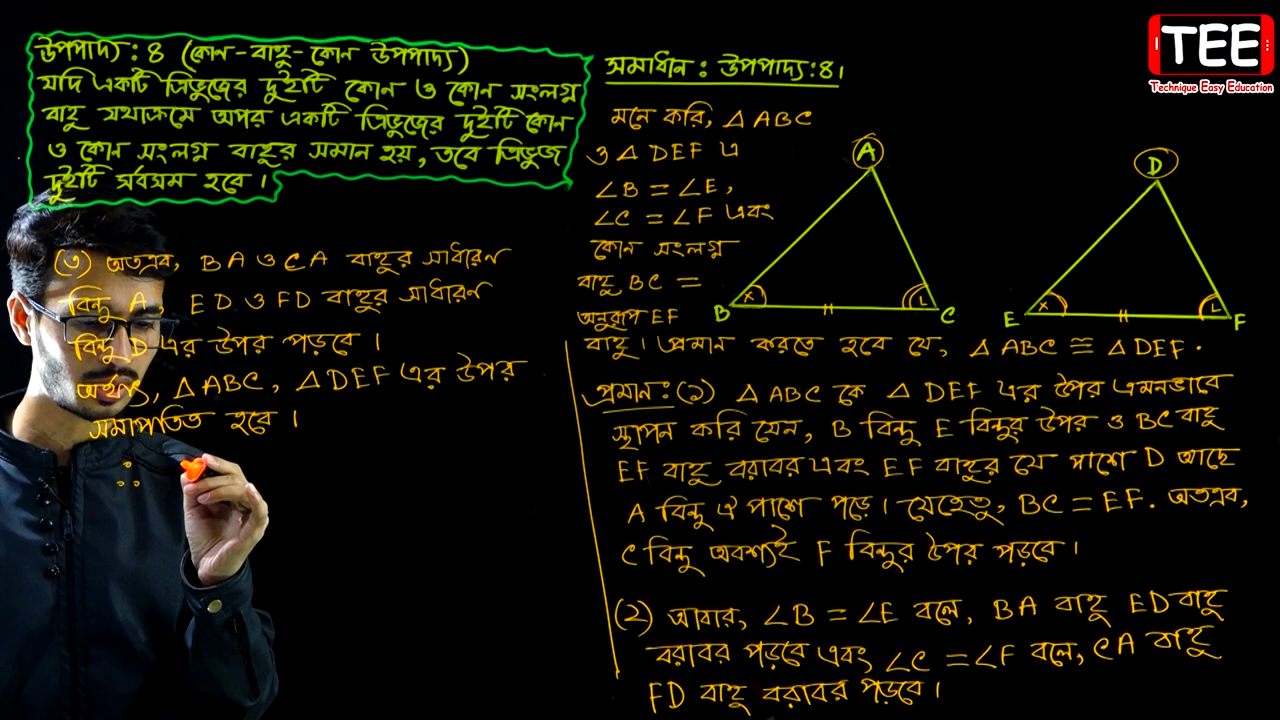 উপপাদ্য: ৪ (কোন-বাহু-কোন উপপাদ্য)
যদি একটি ত্রিভুজের দুইটি কোন ও কোন সংলগ্ন
বাহু যথাক্রমে অপর একটি ত্রিভুজের দুইটি কোন
ও কোন সংলগ্ন বাহুর সমান হয়, তবে ত্রিভুজ
দুইটি সর্বসম হবে।
TEE
Technique Easy Education
সমাধান: উপপাদ্য:৪।
মনে করি, △ ABC
ও △ DEF এ
∠B = ∠E,
∠C = ∠F এবং
কোন সংলগ্ন
বাহু BC =
অনুরূপ EF
বাহু। প্রমান করতে হবে যে, △ ABC ≅ △ DEF.
A
B
C
x
L
D
E
F
x
L
প্রমান: (১) △ ABC কে △ DEF এর উপর এমনভাবে
স্থাপন করি যেন, B বিন্দু E বিন্দুর উপর ও BC বাহু
EF বাহু বরাবর এবং EF বাহুর যে পাশে D আছে
A বিন্দু ঐ পাশে পড়ে। যেহেতু, BC = EF. অতএব,
C বিন্দু অবশ্যই F বিন্দুর উপর পড়বে।
(২) আবার, ∠B = ∠E বলে, BA বাহু ED বাহু
বরাবর পড়বে এবং ∠C = ∠F বলে, CA বাহু
FD বাহু বরাবর পড়বে।
(৩) অতএব, BA ও CA বাহুর সাধারন
বিন্দু A, ED ও FD বাহুর সাধারন
বিন্দু D এর উপর পড়বে।
অর্থাৎ, △ ABC, △ DEF এর উপর
সমাপতিত হবে।